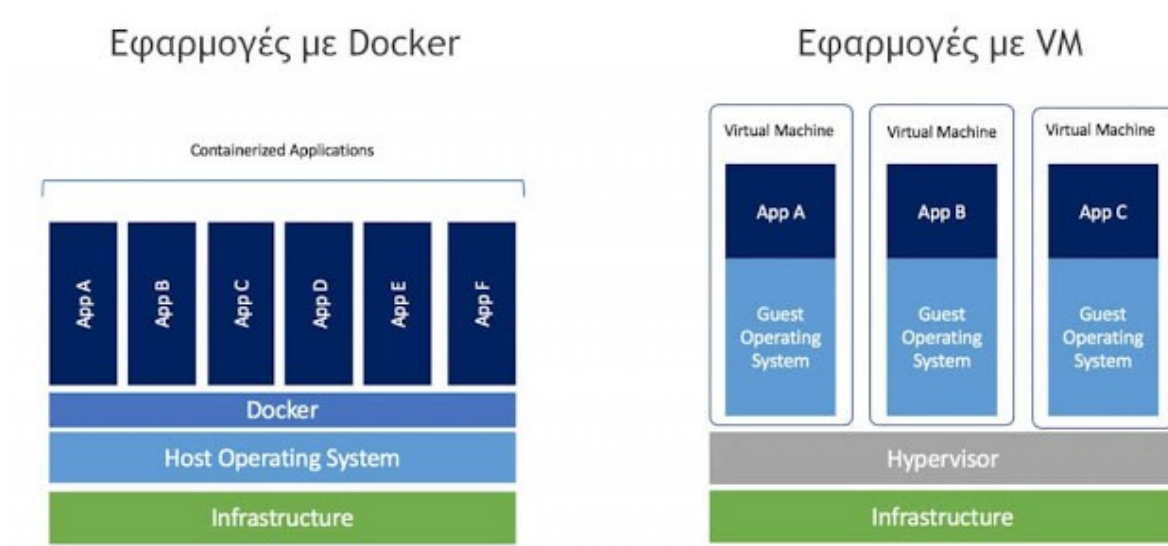 Εφαρμογές με Docker
Containerized Applications
App A
App B
App C
App D
App E
App F
Docker
Host Operating System
Infrastructure
Εφαρμογές με VM
Virtual Machine
App A
Guest
Operating
System
Virtual Machine
App B
Guest
Operating
System
Virtual Machine
App C
Guest
Operating
System
Hypervisor
Infrastructure